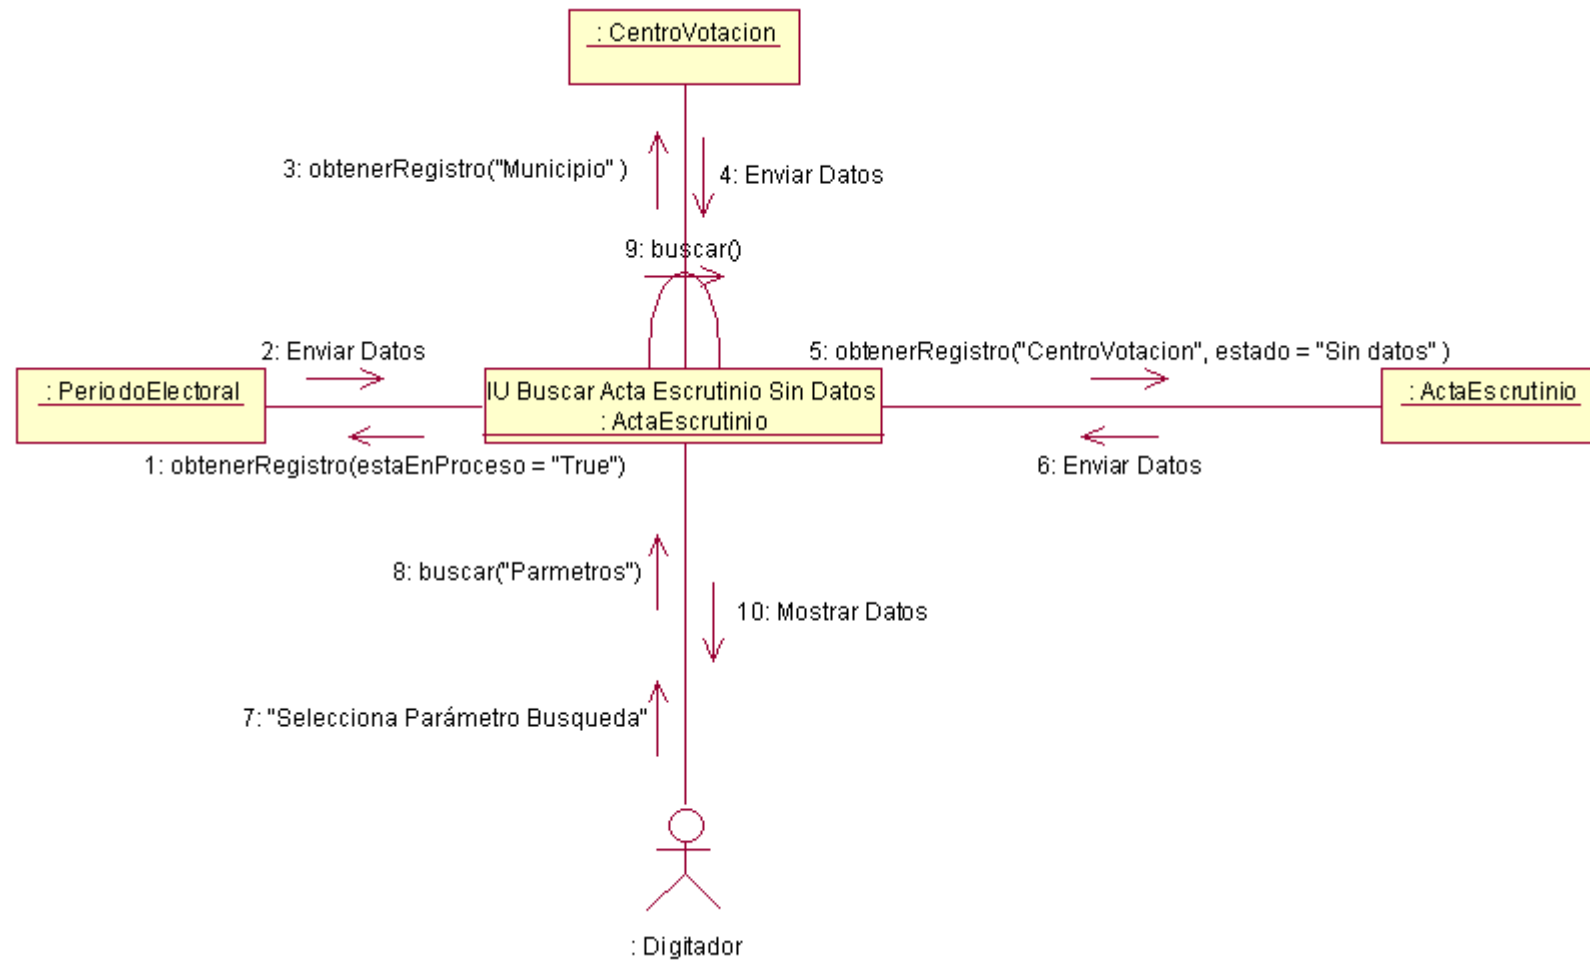 : CentroVotacion
3: obtenerRegistro("Municipio" )
4: Enviar Datos
9: buscar()
2: Enviar Datos
5: obtenerRegistro("CentroVotacion", estado = "Sin datos" )
: PeriodoElectoral
IU Buscar Acta Escrutinio Sin Datos
: ActaEscrutinio
: ActaEscrutinio
1: obtenerRegistro(estaEnProceso = "True")
6: Enviar Datos
8: buscar("Parmetros")
10: Mostrar Datos
7: "Selecciona Parámetro Busqueda"
: Digitador